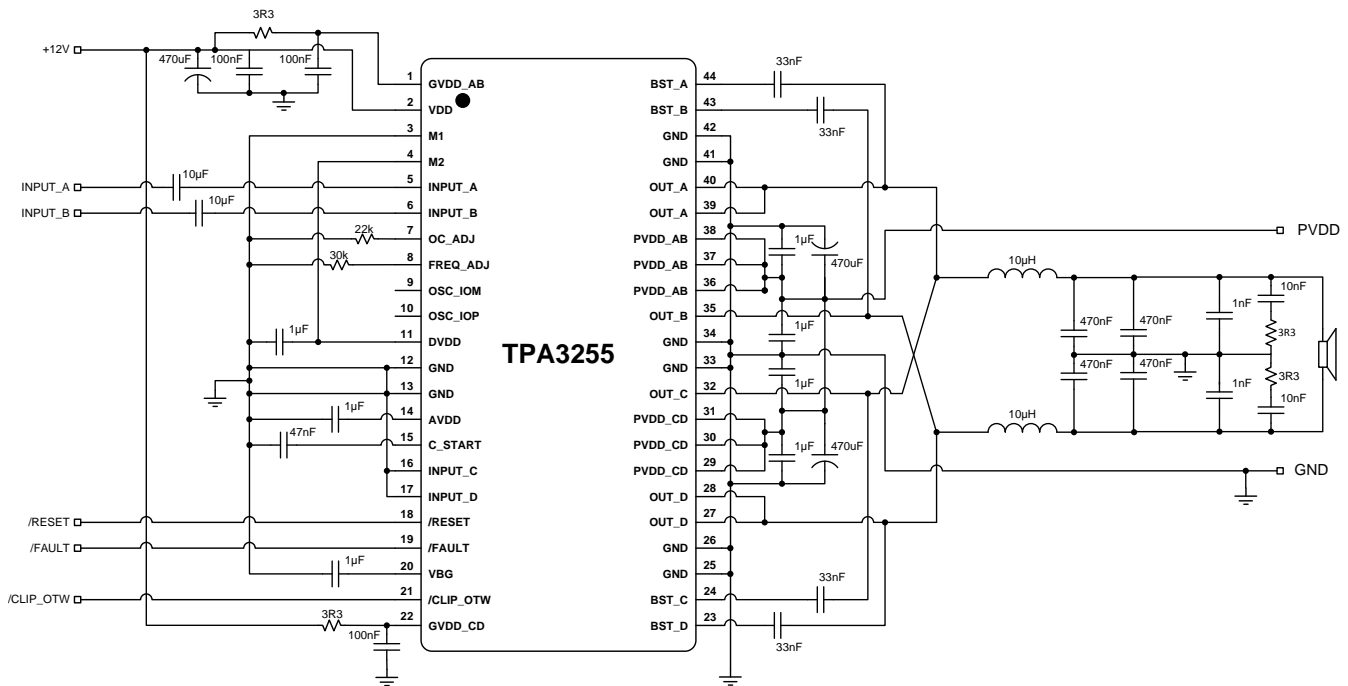 3R3
+12V
470uF
100nF
100nF
33nF
1
GVDD_AB
BST_A
44
2
VDD
BST_B
43
33nF
3
M1
GND
42
4
M2
GND
41
INPUT_A
10µF
5
INPUT_A
OUT_A
40
INPUT_B
10µF
6
INPUT_B
OUT_A
39
22k
7
OC_ADJ
PVDD_AB
38
1µF
PVDD
30k
8
FREQ_ADJ
PVDD_AB
37
470uF
10µH
9
OSC_IOM
PVDD_AB
36
10nF
10
OSC_IOP
OUT_B
35
1nF
470nF
470nF
1µF
11
DVDD
TPA3255
GND
34
1µF
3R3
12
GND
GND
33
470nF
470nF
3R3
13
GND
OUT_C
32
1µF
1nF
10nF
1µF
14
AVDD
PVDD_CD
31
10µH
47nF
15
C_START
PVDD_CD
30
1µF
470uF
16
INPUT_C
PVDD_CD
29
GND
17
INPUT_D
OUT_D
28
/RESET
18
/RESET
OUT_D
27
/FAULT
19
/FAULT
GND
26
1µF
20
VBG
GND
25
33nF
/CLIP_OTW
21
/CLIP_OTW
BST_C
24
3R3
22
GVDD_CD
BST_D
23
100nF
33nF